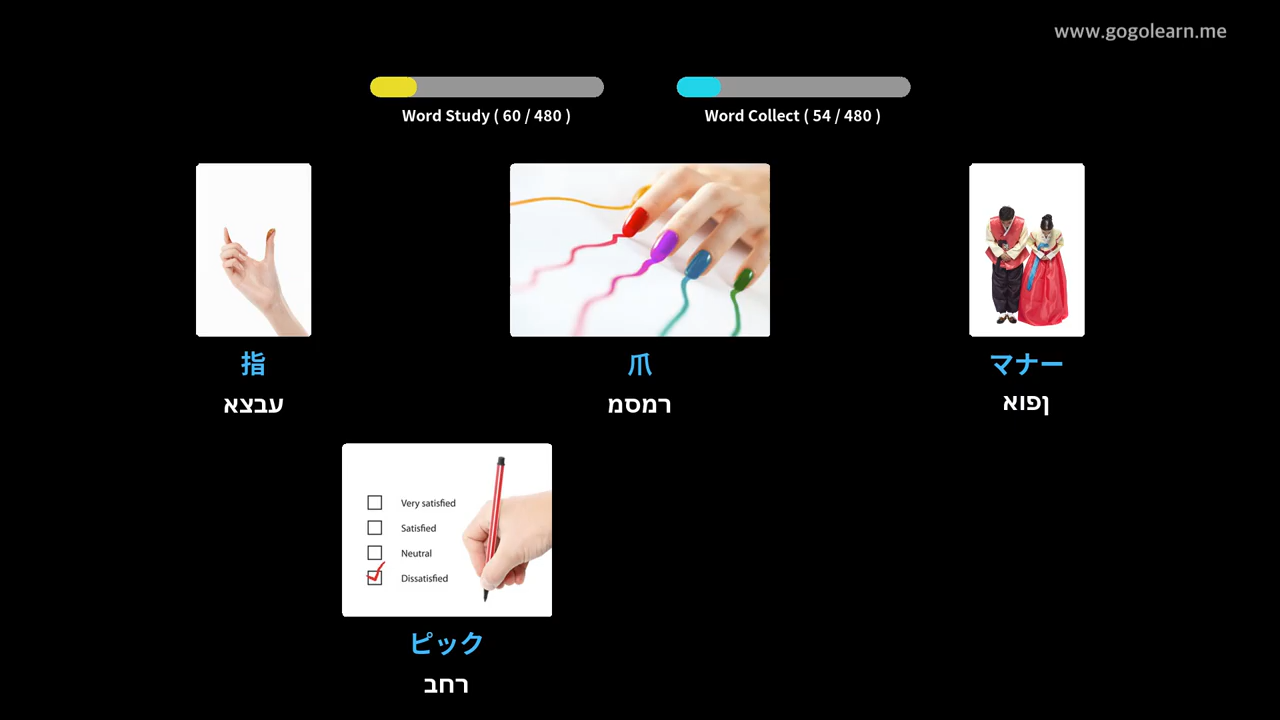 www.gogolearn.me
Word Study ( 60 / 480 )
Word Collect ( 54 / 480 )
指
爪
マナー
עבצא
רמסמ
ןפוא
Very satisfied
Satisfied
Neutral
Dissatisfied
ピック
רחב